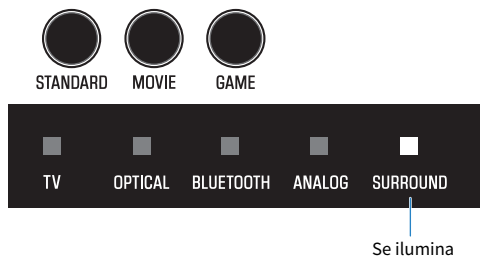 STANDARD MOVIE GAME
TV OPTICAL BLUETOOTH ANALOG SURROUND
Se ilumina